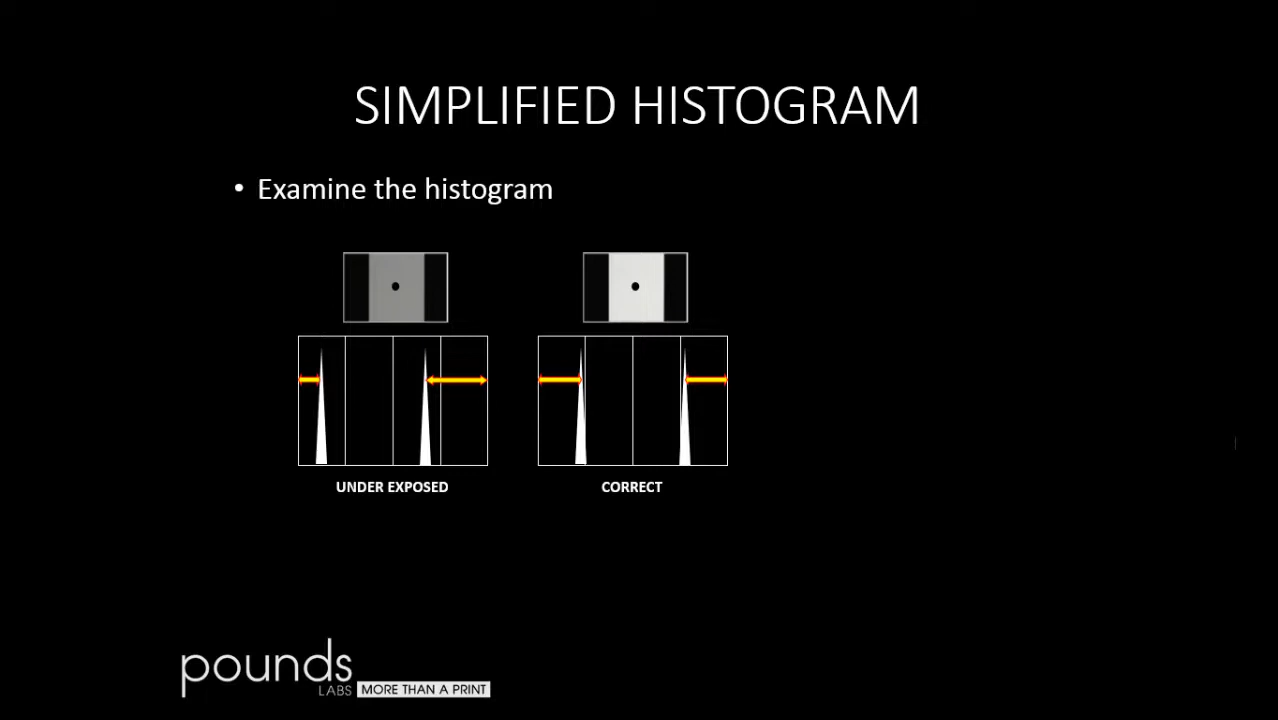 SIMPLIFIED HISTOGRAM
• Examine the histogram
UNDER EXPOSED
CORRECT
pounds
LABS
MORE THAN A PRINT